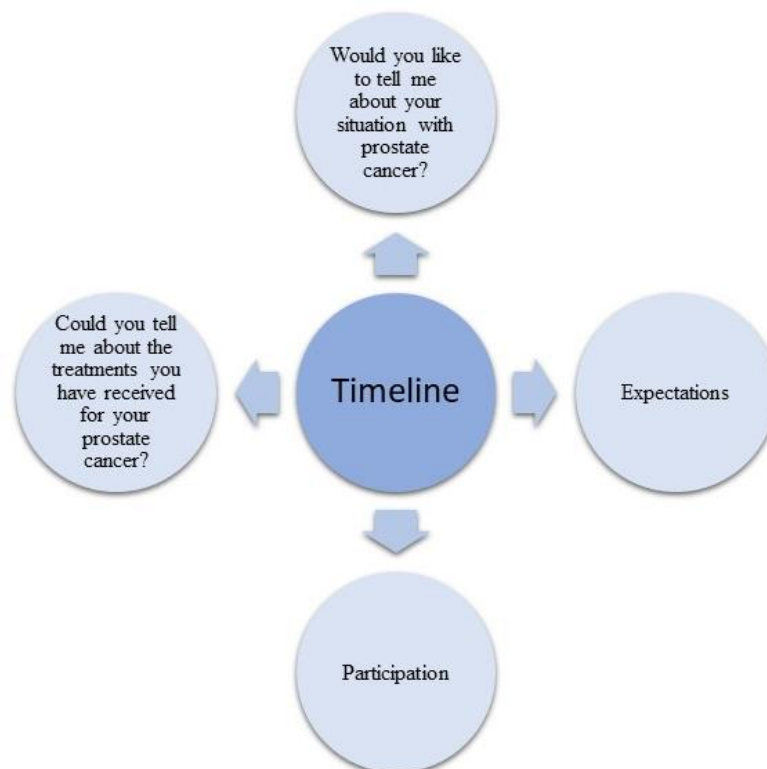 Would you like
to tell me
about your
situation with
prostate
cancer?
Could you tell
me about the
treatments you
have received
for your
prostate
cancer?
Timeline
Expectations
Participation